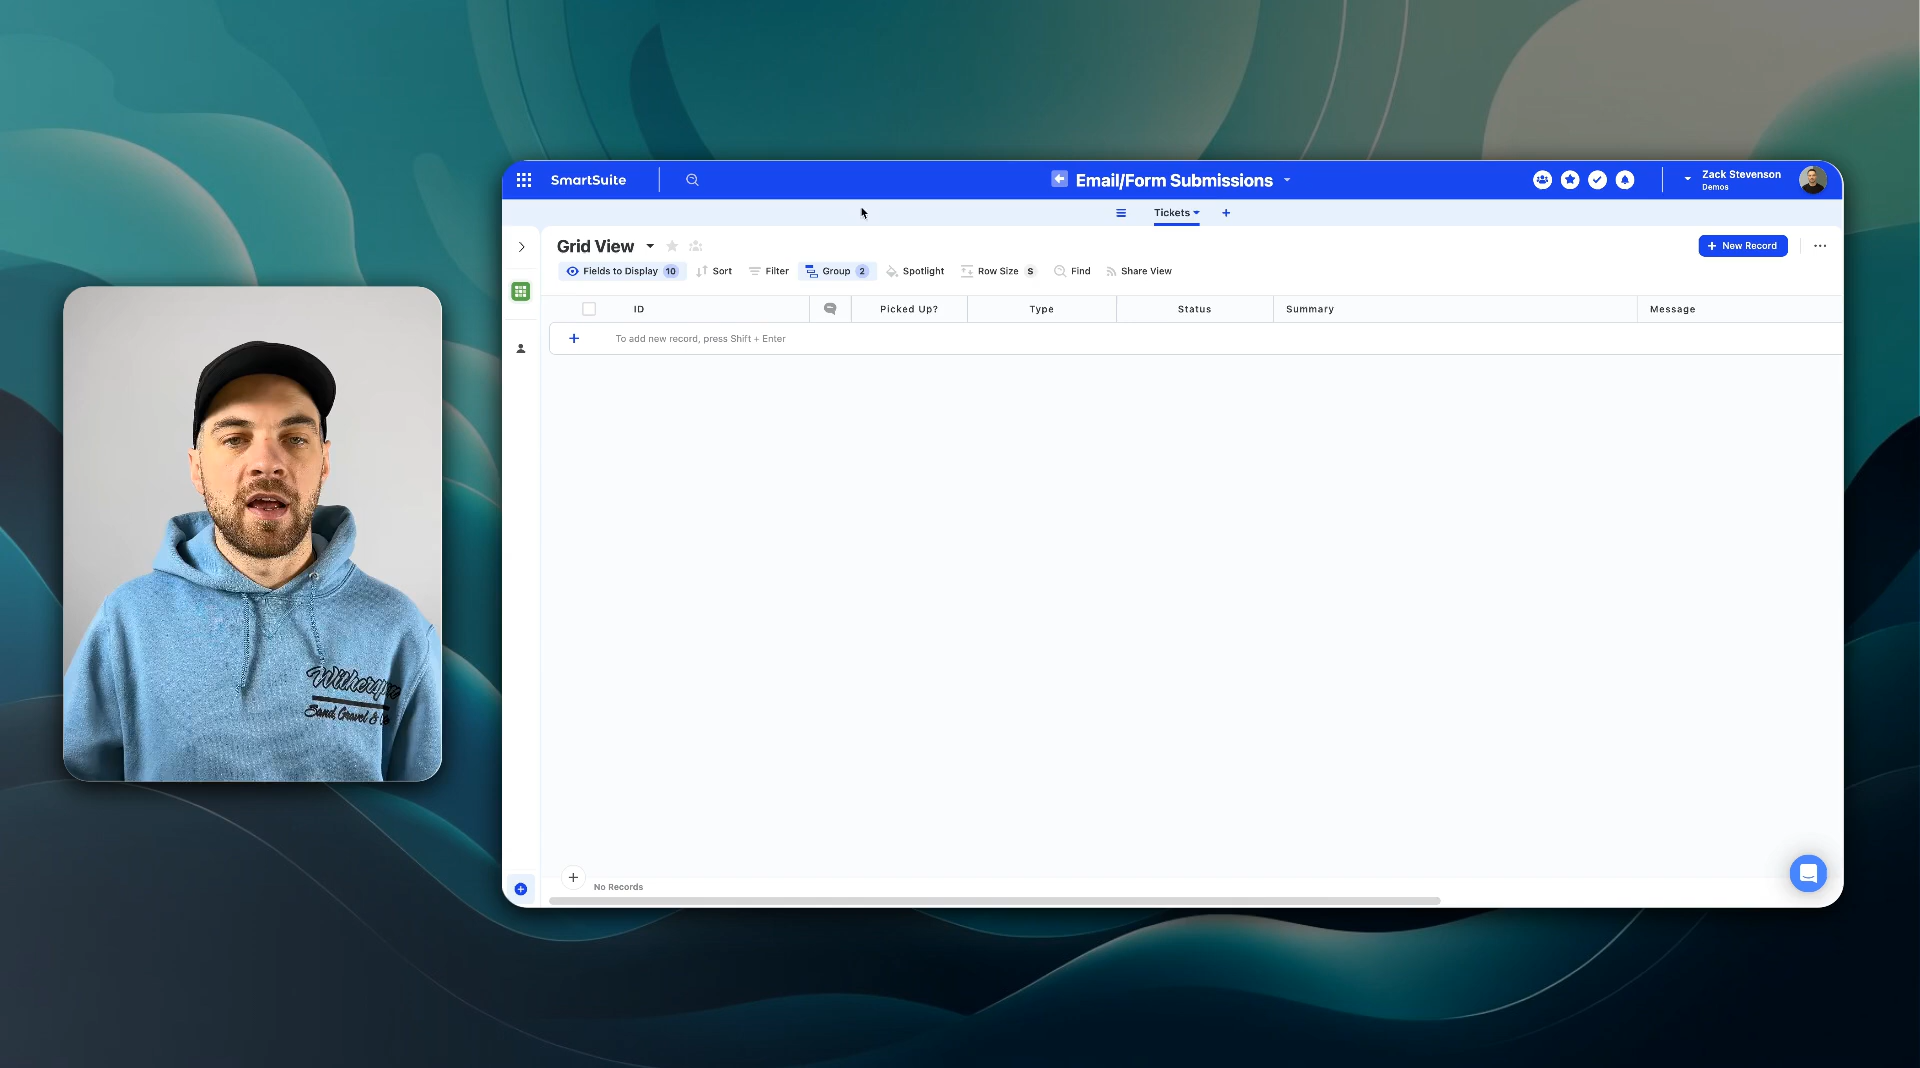 SmartSuite
Email/Form Submissions
Zack Stevenson
Demos
Tickets
Grid View
New Record
Fields to Display 10
Sort
Filter
Group 2
Spotlight
Row Size S
Find
Share View
ID
Picked Up?
Type
Status
Summary
Message
To add new record, press Shift + Enter
No Records
Sand, Gravel &